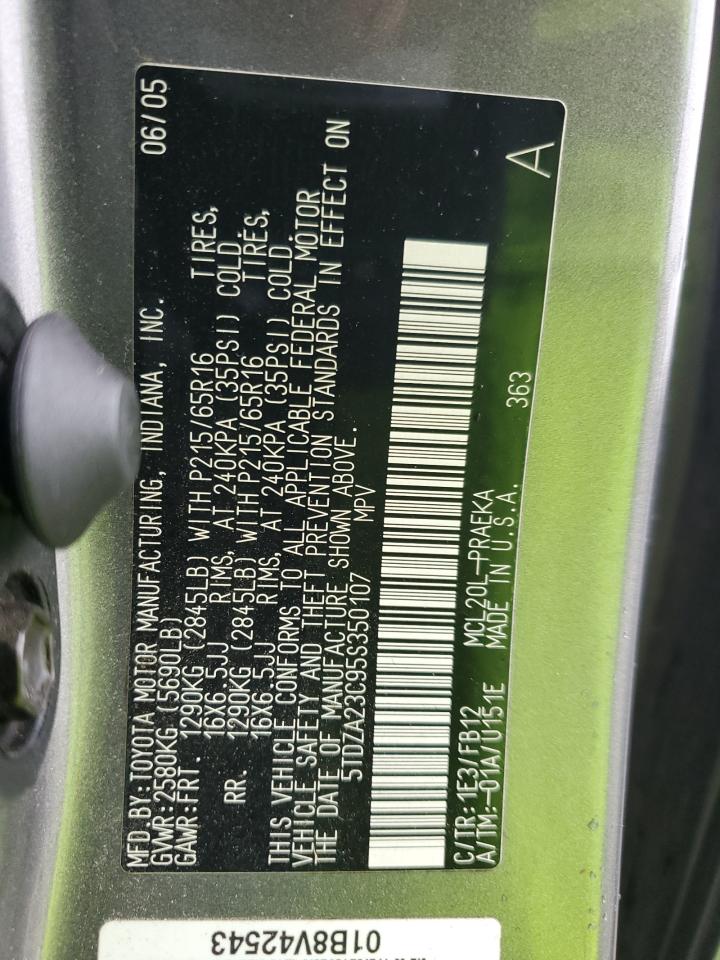 MFD.BY:TOYOTA MOTOR MANUFACTURING, INDIANA, INC. 06/05
GVWR:2580KG (5690LB)
GAWR:FRT. 1290KG (2845LB) WITH P215/65R16 TIRES,
16X6.5JJ RIMS, AT 240KPA (35PSI) COLD
RR. 1290KG (2845LB) WITH P215/65R16 TIRES,
16X6.5JJ RIMS, AT 240KPA (35PSI) COLD.
THIS VEHICLE CONFORMS TO ALL APPLICABLE FEDERAL MOTOR
VEHICLE SAFETY AND THEFT PREVENTION STANDARDS IN EFFECT ON
THE DATE OF MANUFACTURE SHOWN ABOVE.
5TDZA23C95S350107 MPV
C/TR:1E3/FB12 MCL20L-PRAEKA 363
A/TM:-01A/U151E MADE IN U.S.A. A
01B8V42543